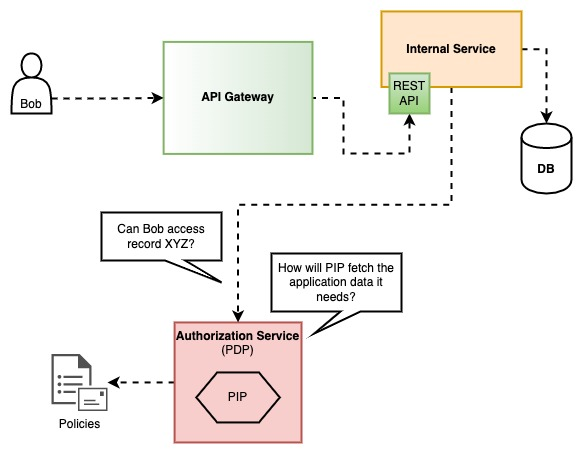 Internal Service
REST
API
API Gateway
Bob
DB
Can Bob access
record XYZ?
How will PIP fetch the
application data it
needs?
Authorization Service
(PDP)
PIP
Policies